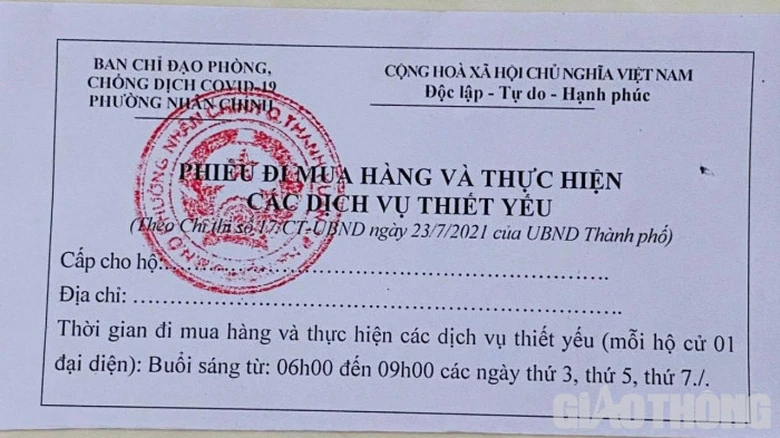 BAN CHỈ ĐẠO PHÒNG,
CHỐNG DỊCH COVID-19
PHƯỜNG NHÂN CHÍNH
CỘNG HOÀ XÃ HỘI CHỦ NGHĨA VIỆT NAM
Độc lập - Tự do - Hạnh phúc
PHIẾU ĐI MUA HÀNG VÀ THỰC HIỆN
CÁC DỊCH VỤ THIẾT YẾU
(Theo Chỉ thị số 17/CT-UBND ngày 23/7/2021 của UBND Thành phố)
Cấp cho hộ:
Địa chỉ:
Thời gian đi mua hàng và thực hiện các dịch vụ thiết yếu (mỗi hộ cử 01
đại diện): Buổi sáng từ: 06h00 đến 09h00 các ngày thứ 3, thứ 5, thứ 7./.
GIAOTHÔNG